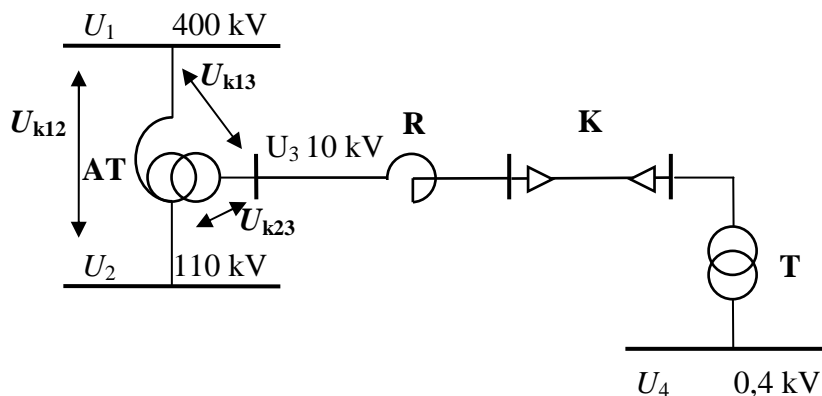 U1 400 kV
Uk13
Uk12
R
K
AT
U3 10 kV
Uk23
T
U2 110 kV
U4 0,4 kV